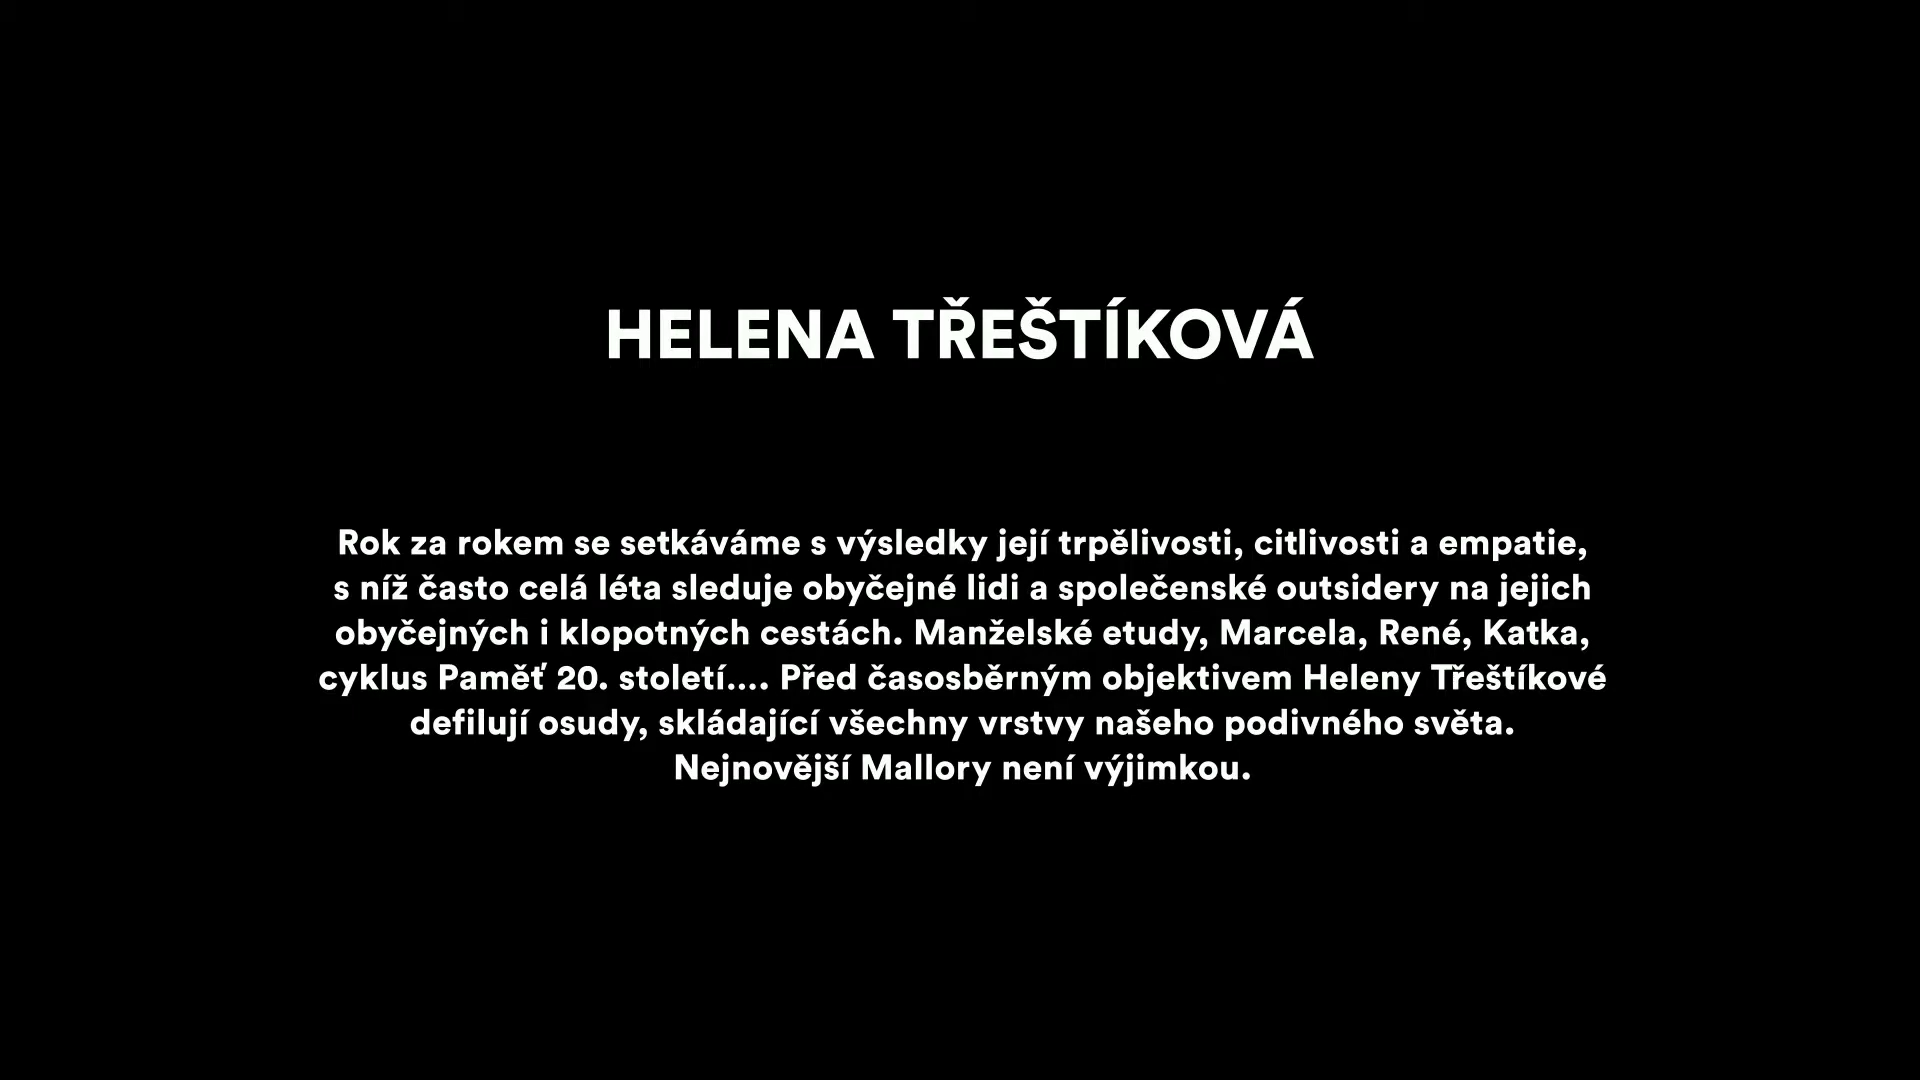 HELENA TŘEŠTÍKOVÁ
Rok za rokem se setkáváme s výsledky její trpělivosti, citlivosti a empatie,
s níž často celá léta sleduje obyčejné lidi a společenské outsidery na jejich
obyčejných i klopotných cestách. Manželské etudy, Marcela, René, Katka,
cyklus Paměť 20. století.... Před časosběrným objektivem Heleny Třeštíkové
defilují osudy, skládající všechny vrstvy našeho podivného světa.
Nejnovější Mallory není výjimkou.